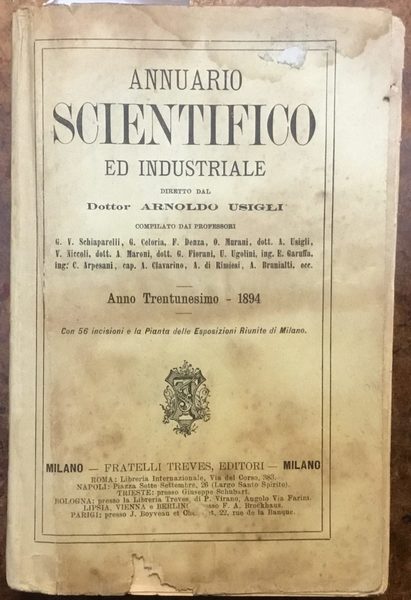 ANNUARIO
SCIENTIFICO
ED INDUSTRIALE
DIRETTO DAL
Dottor ARNOLDO USIGLI
COMPILATO DAI PROFESSORI
G. V. Schiaparelli, G. Celoria, F. Denza, O. Murani, dott. A. Usigli,
V. Niccoli, dott. A. Maroni, dott. G. Fiorani, U. Ugolini, ing. E. Garuffa,
ing. C. Arpesani, cap. A. Clavarino, A. di Rimiesi, A. Brunialti, ecc.
Anno Trentunesimo - 1894
Con 56 incisioni e la Pianta delle Esposizioni Riunite di Milano.
MILANO — FRATELLI TREVES, EDITORI — MILANO
ROMA: Libreria Internazionale, Via del Corso, 383.
NAPOLI: Piazza Sette Settembre, 26 (Largo Santo Spirito).
TRIESTE: presso Giuseppe Schubart.
BOLOGNA: presso la Libreria Treves, di P. Virano, Angolo Via Farini.
LIPSIA, VIENNA e BERLINO F. A. Brockhaus.
PARIGI: presso J. Boyveau et 22, rue de la Banque.